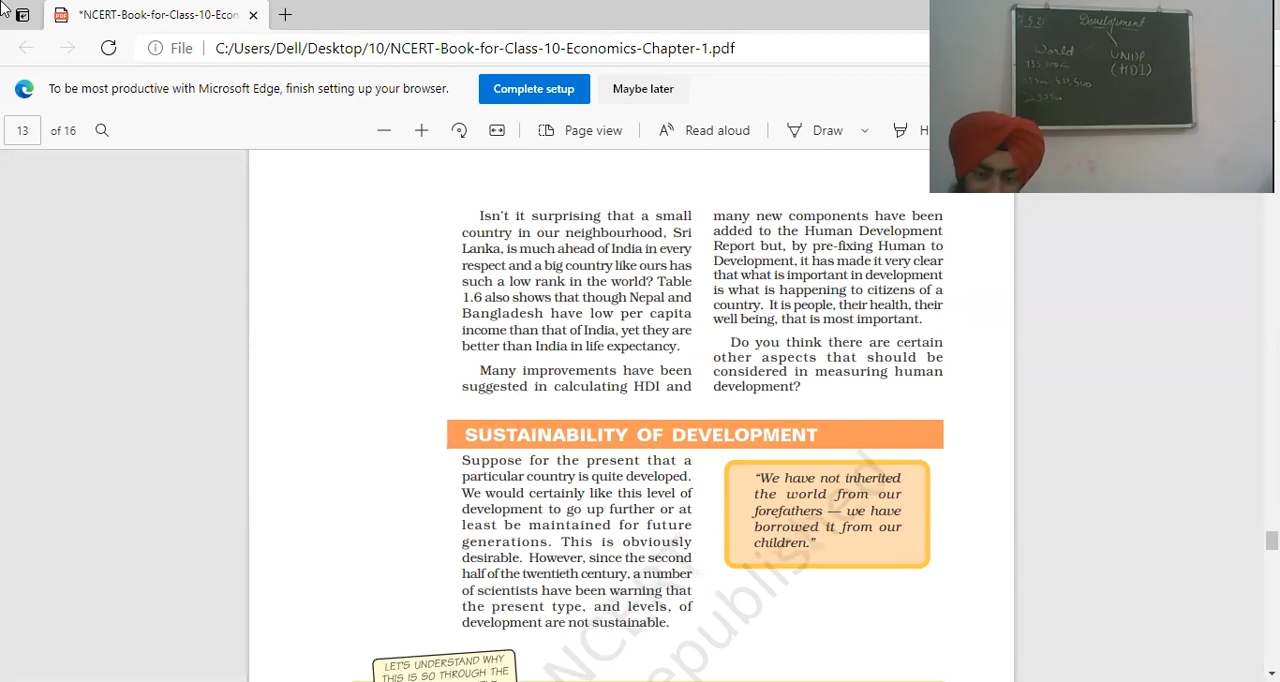 *NCERT-Book-for-Class-10-Econ
File C:/Users/Dell/Desktop/10/NCERT-Book-for-Class-10-Economics-Chapter-1.pdf
To be most productive with Microsoft Edge, finish setting up your browser. Complete setup Maybe later
13 of 16 Page view Read aloud Draw H
Development
World
UNDP
(HDI)
Isn't it surprising that a small
country in our neighbourhood, Sri
Lanka, is much ahead of India in every
respect and a big country like ours has
such a low rank in the world? Table
1.6 also shows that though Nepal and
Bangladesh have low per capita
income than that of India, yet they are
better than India in life expectancy.
Many improvements have been
suggested in calculating HDI and
many new components have been
added to the Human Development
Report but, by pre-fixing Human to
Development, it has made it very clear
that what is important in development
is what is happening to citizens of a
country. It is people, their health, their
well being, that is most important.
Do you think there are certain
other aspects that should be
considered in measuring human
development?
SUSTAINABILITY OF DEVELOPMENT
Suppose for the present that a
particular country is quite developed.
We would certainly like this level of
development to go up further or at
least be maintained for future
generations. This is obviously
desirable. However, since the second
half of the twentieth century, a number
of scientists have been warning that
the present type, and levels, of
development are not sustainable.
"We have not inherited
the world from our
forefathers — we have
borrowed it from our
children."
LET'S UNDERSTAND WHY
THIS IS SO THROUGH THE
NCERT
republished